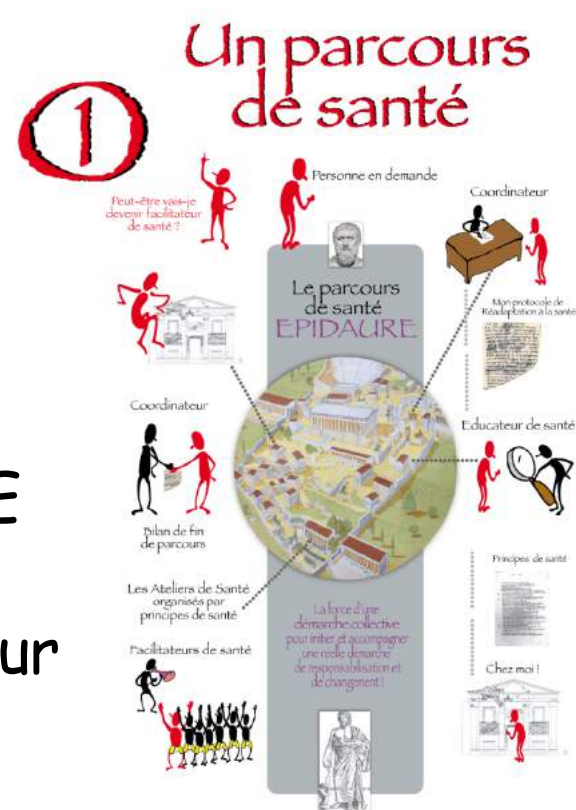 1
Un parcours
de santé
Personne en demande
Peut-être vais-je
devenir facilitateur
de santé ?
Coordinateur
Le parcours
de santé
EPIDAURE
Mon protocole de
Réadaptation à la santé
Educateur de santé
Coordinateur
Bilan de fin
de parcours
Principes de santé
Les Ateliers de Santé
organisés par
principes de santé
La force d'une
démarche collective
pour initier et accompagner
une réelle démarche
de responsabilisation et
de changement !
Facilitateurs de santé
Chez moi !
E
ur